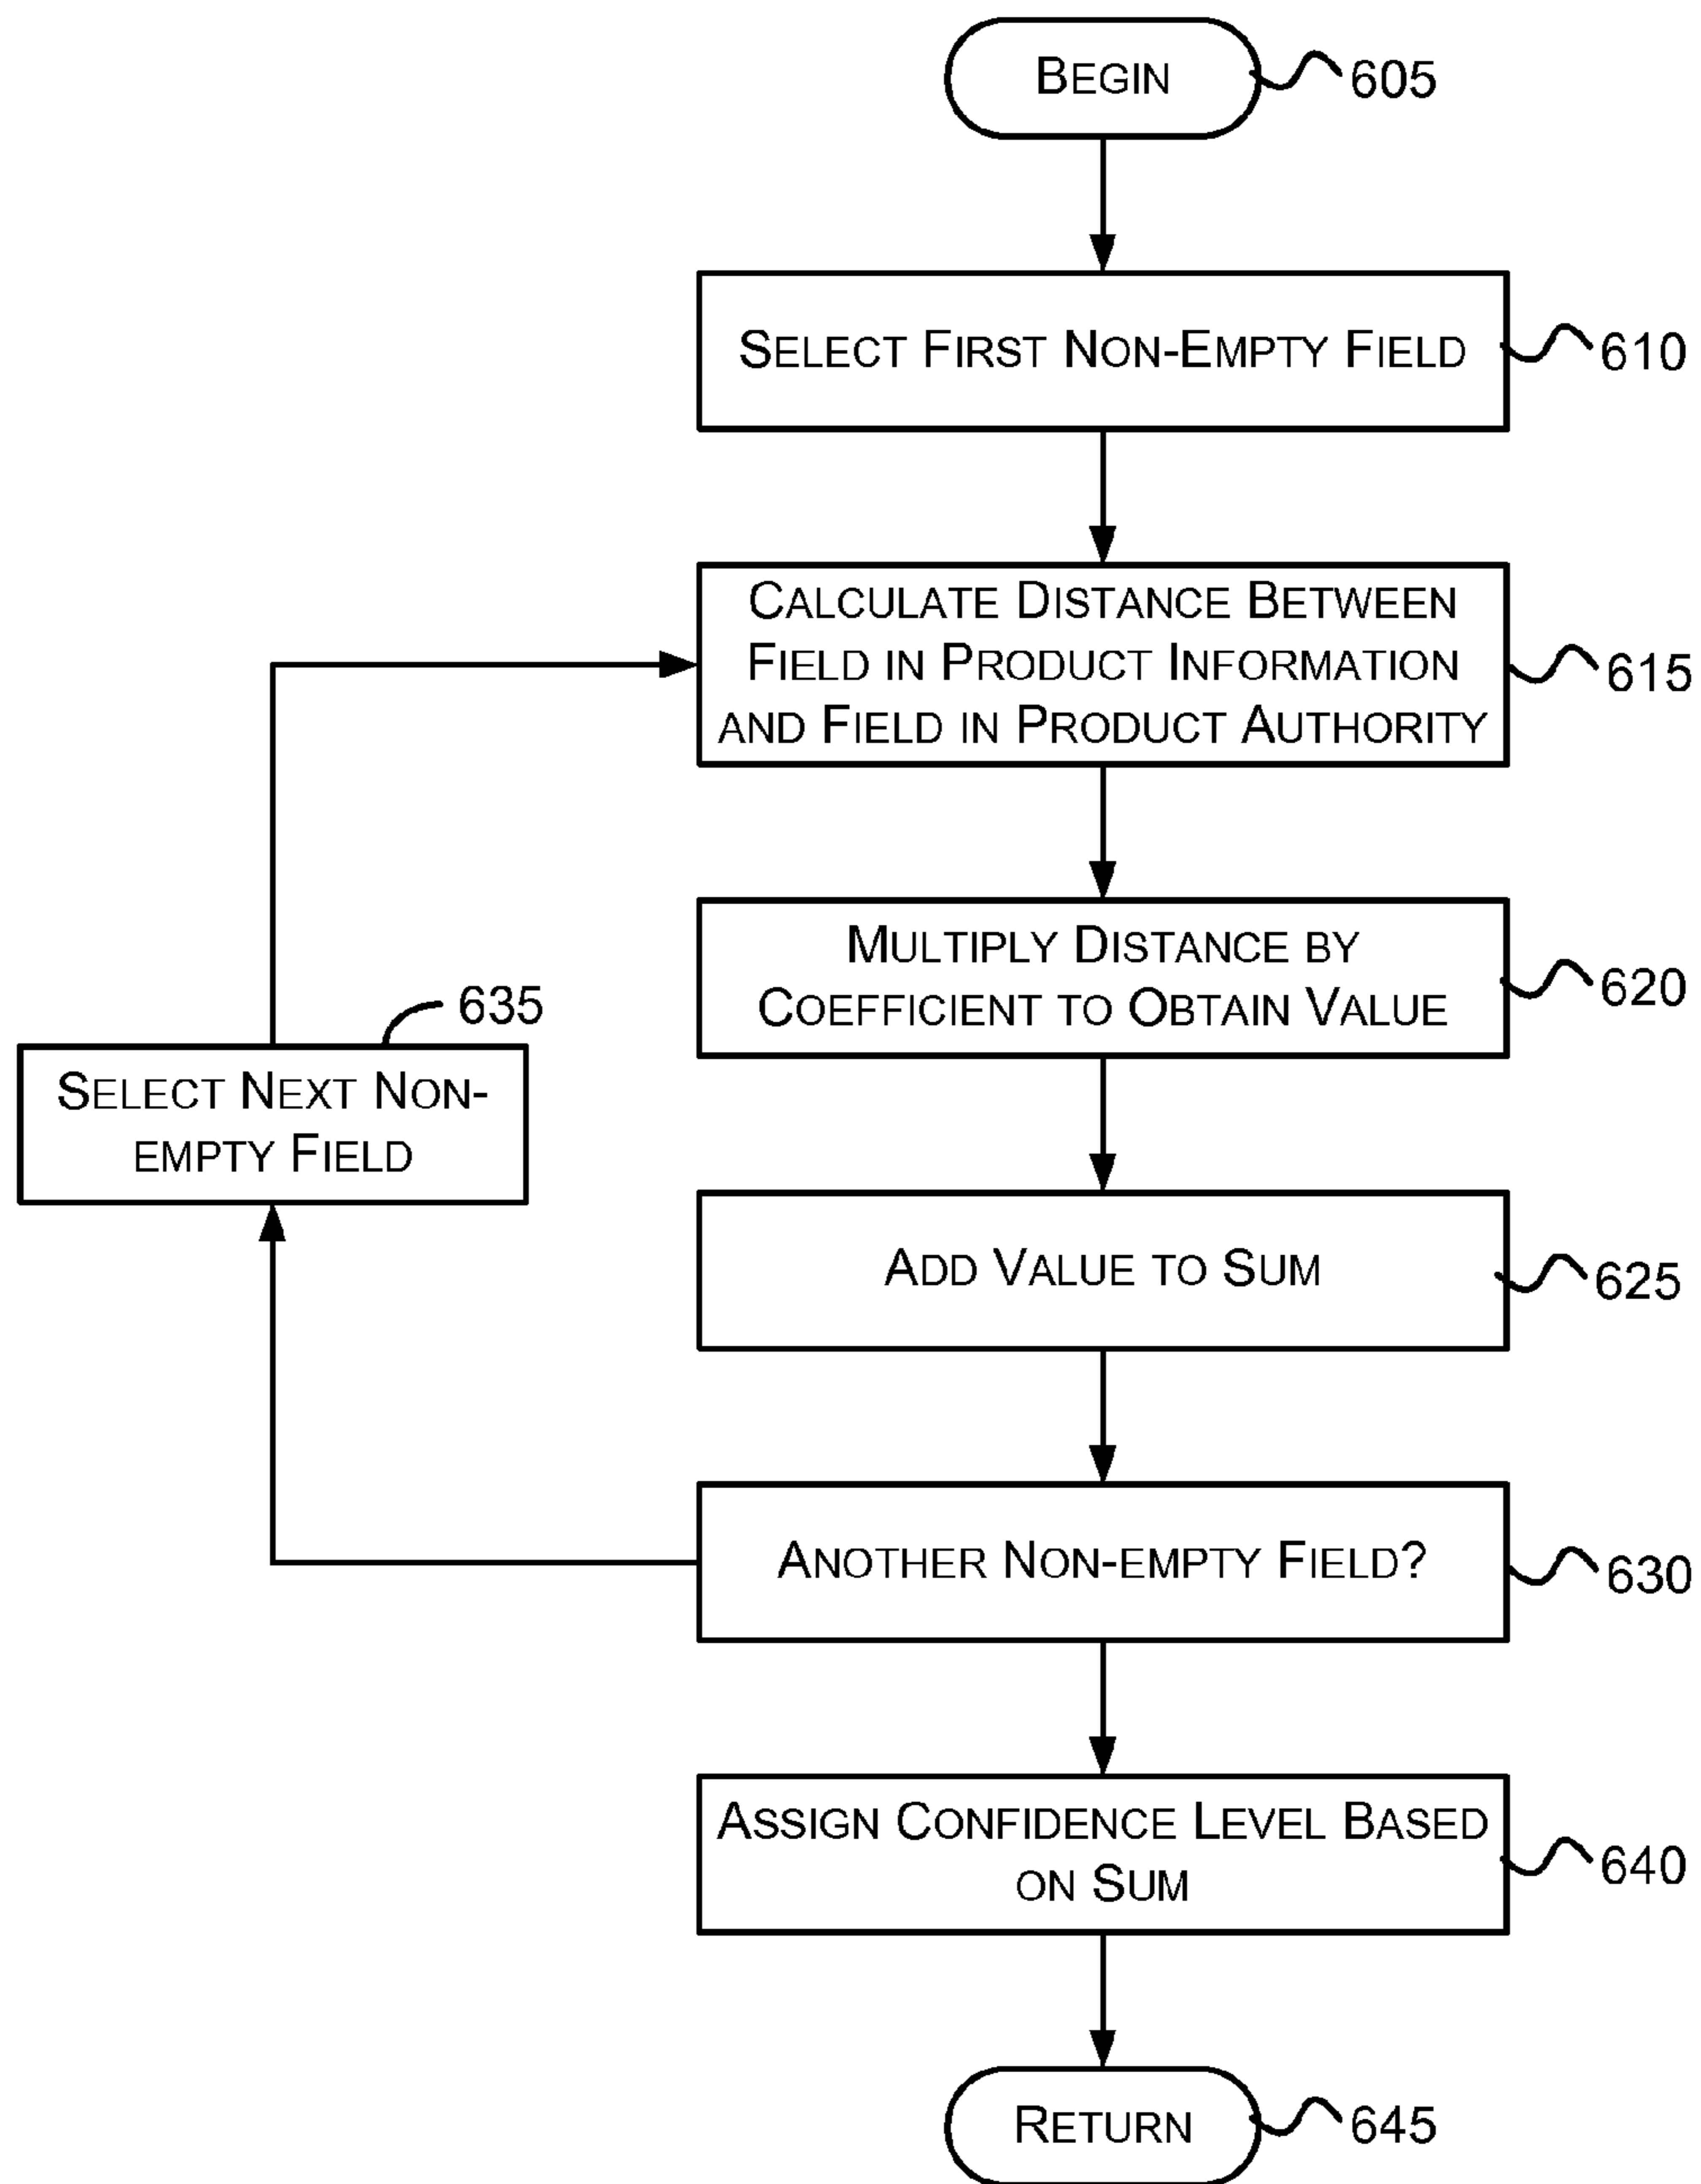 BEGIN
605
SELECT FIRST NON-EMPTY FIELD
610
CALCULATE DISTANCE BETWEEN
FIELD IN PRODUCT INFORMATION
AND FIELD IN PRODUCT AUTHORITY
615
MULTIPLY DISTANCE BY
COEFFICIENT TO OBTAIN VALUE
620
635
SELECT NEXT NON-
EMPTY FIELD
ADD VALUE TO SUM
625
ANOTHER NON-EMPTY FIELD?
630
ASSIGN CONFIDENCE LEVEL BASED
ON SUM
640
RETURN
645